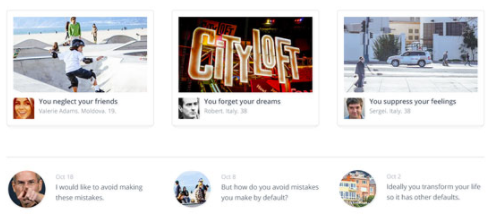 CITYLOFT
You neglect your friends
Valerie Adams, Moldova. 19.
You forget your dreams
Robert, Italy. 38
You suppress your feelings
Sergei, Italy. 38
Oct 16
I would like to avoid making
these mistakes.
Oct 8
But how do you avoid mistakes
you make by default?
Oct 2
Ideally you transform your life
so it has other defaults.